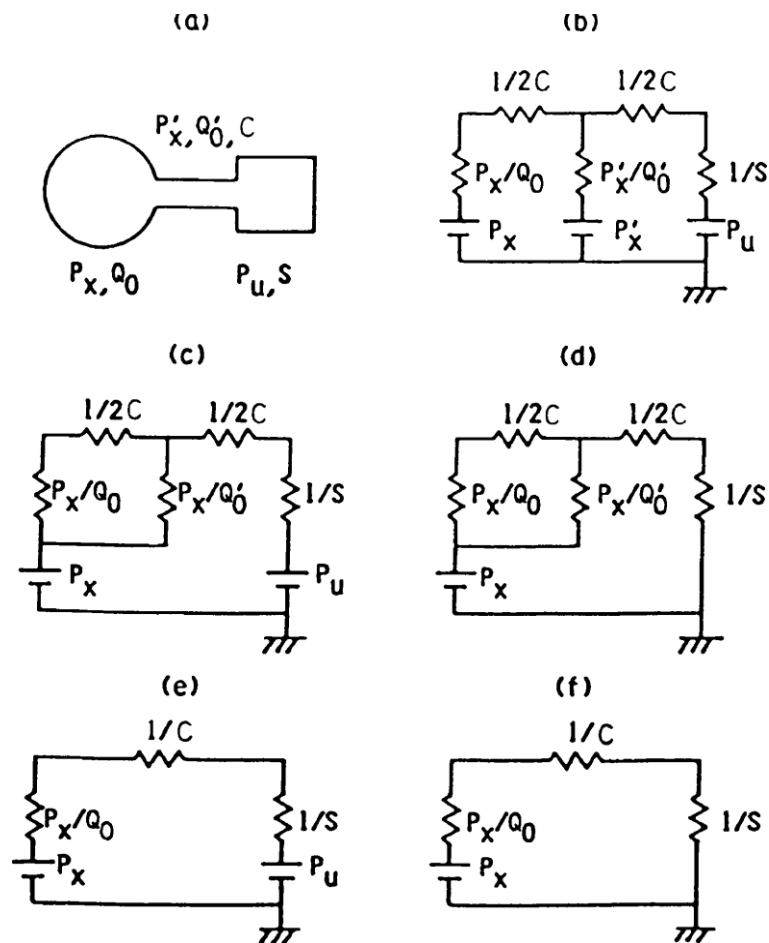 (a)
P'x, Q'0, C
Px, Q0
Pu, S
(b)
1/2C
1/2C
Px/Q0
P'x/Q'0
1/S
Px
P'x
Pu
(c)
1/2C
1/2C
Px/Q0
Px/Q'0
1/S
Px
Pu
(d)
1/2C
1/2C
Px/Q0
Px/Q'0
1/S
Px
(e)
1/C
Px/Q0
1/S
Px
Pu
(f)
1/C
Px/Q0
1/S
Px